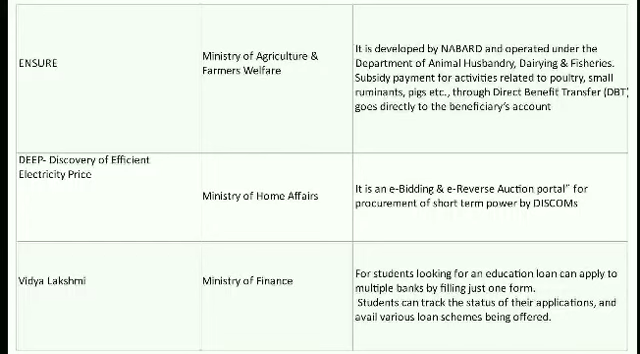 ENSURE
Ministry of Agriculture &
Farmers Welfare
It is developed by NABARD and operated under the
Department of Animal Husbandry, Dairying & Fisheries.
Subsidy payment for activities related to poultry, small
ruminants, pigs etc., through Direct Benefit Transfer (DBT)
goes directly to the beneficiary's account
DEEP- Discovery of Efficient
Electricity Price
Ministry of Home Affairs
It is an e-Bidding & e-Reverse Auction portal” for
procurement of short term power by DISCOMs
Vidya Lakshmi
Ministry of Finance
For students looking for an education loan can apply to
multiple banks by filling just one form.
Students can track the status of their applications, and
avail various loan schemes being offered.